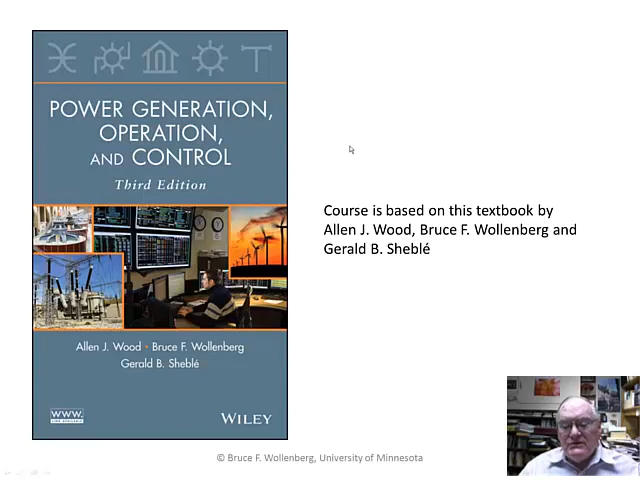 POWER GENERATION,
OPERATION,
AND CONTROL
Third Edition
Allen J. Wood • Bruce F. Wollenberg
Gerald B. Sheblé
WWW.
WILEY
Course is based on this textbook by
Allen J. Wood, Bruce F. Wollenberg and
Gerald B. Sheblé
© Bruce F. Wollenberg, University of Minnesota